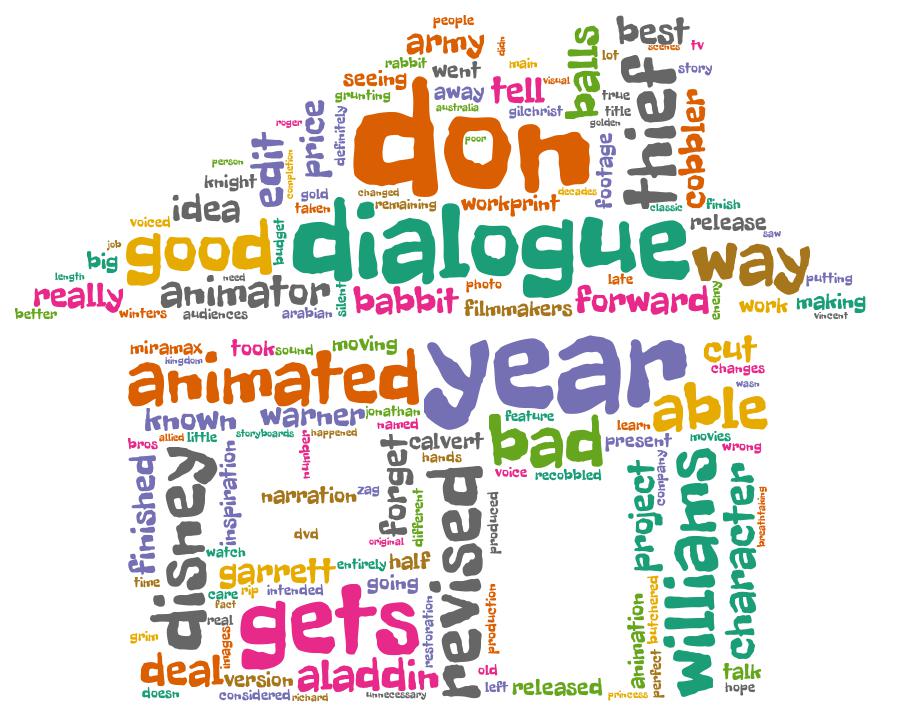 people
army
didn
best
scenes
tv
rabbit
went
main
balls
lot
thief
story
seeing
grunting
away
tell
visual
true
australia
gilchrist
title
golden
don
poor
price
roger
definitely
edit
completion
person
knight
gold
changed
decades
footage
cobbler
idea
taken
remaining
workprint
classic
finish
voiced
release
saw
job
big
good
budget
dialogue
way
length
need
photo
late
putting
really
animator
silent
babbit
filmmakers
forward
enemy
work
making
better
winters
audiences
arabian
vincent
miramax
kingdom
took
sound
moving
year
cut
changes
animated
wasn
able
known
warner
jonathan
named
feature
learn
bros
allied
little
storyboards
happened
calvert
hands
bad
present
movies
wrong
voice
recobbled
finished
disney
inspiration
number
forget
narration
zag
different
dvd
original
revised
produced
project
company
williams
character
breathtaking
watch
time
garrett
entirely
half
care
rip
intended
going
fact
real
gets
restoration
production
animation
butchered
grim
images
deal
version
aladdin
old
talk
doesn
considered
richard
unnecessary
left
released
princess
perfect
hope